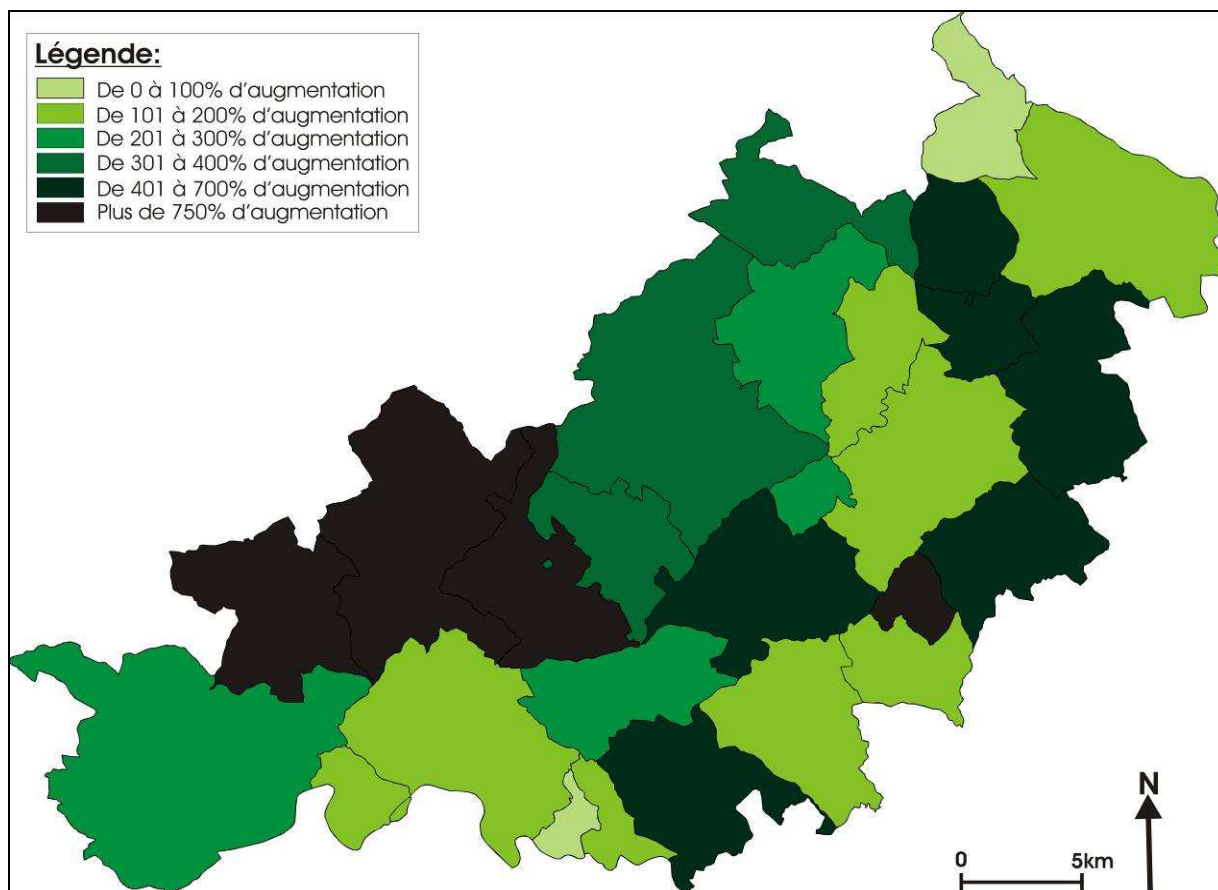 Légende:
De 0 à 100% d'augmentation
De 101 à 200% d'augmentation
De 201 à 300% d'augmentation
De 301 à 400% d'augmentation
De 401 à 700% d'augmentation
Plus de 750% d'augmentation
N
0 5km